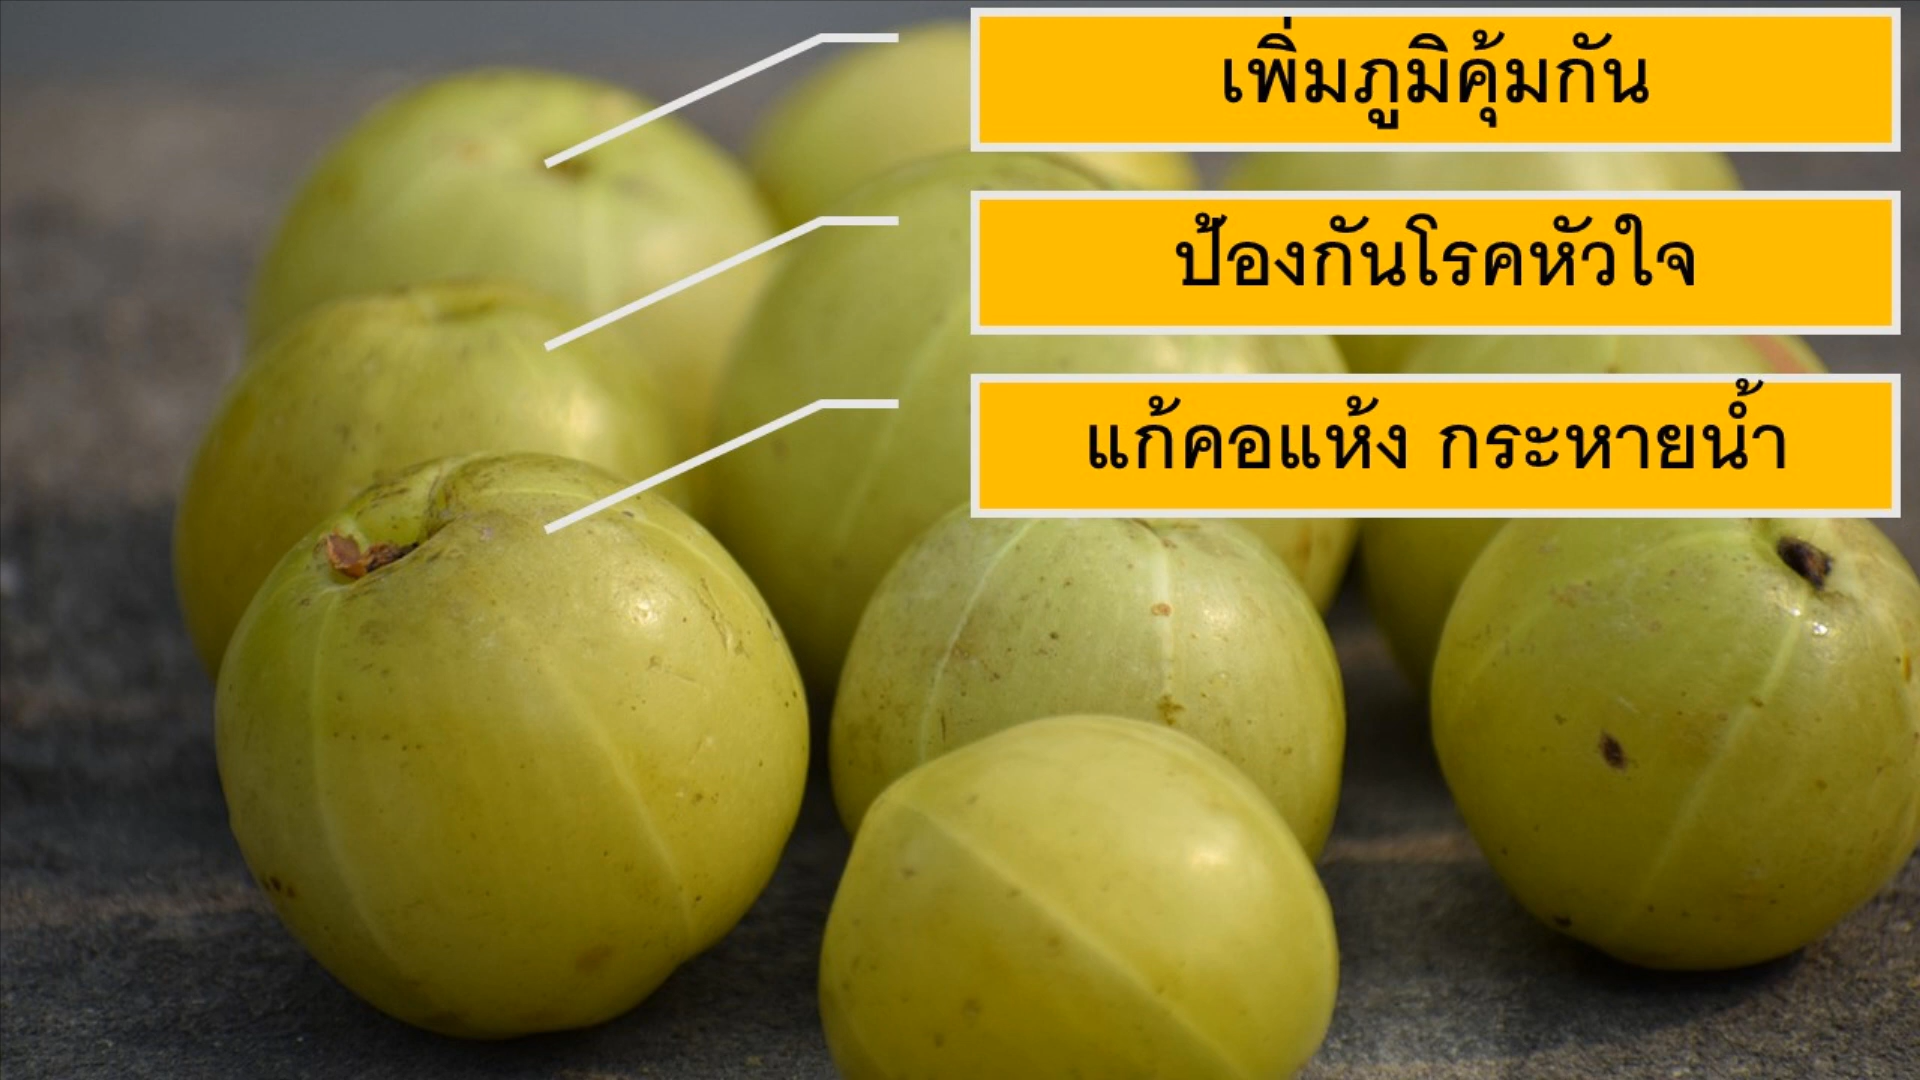 เพิ่มภูมิคุ้มกัน
ป้องกันโรคหัวใจ
แก้คอแห้ง กระหายน้ำ